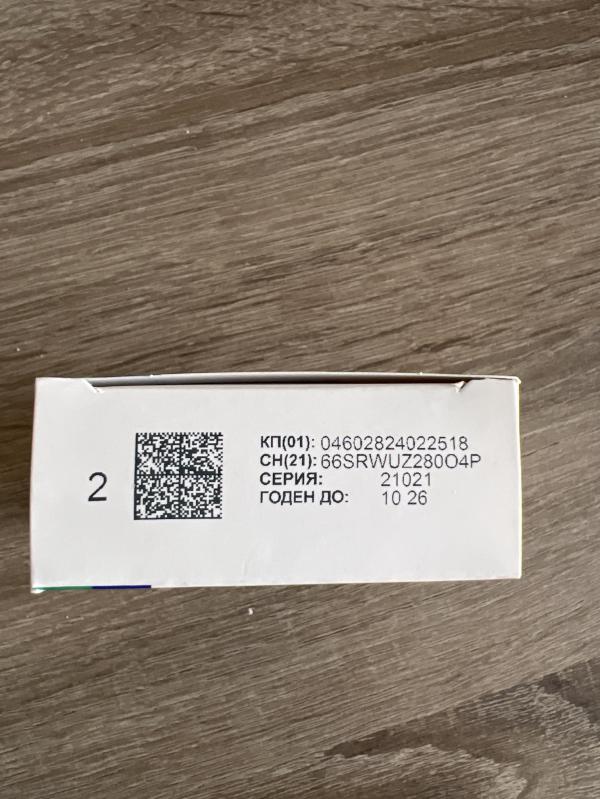 2
КП(01): 04602824022518
СН(21): 66SRWUZ280O4P
СЕРИЯ: 21021
ГОДЕН ДО: 10 26